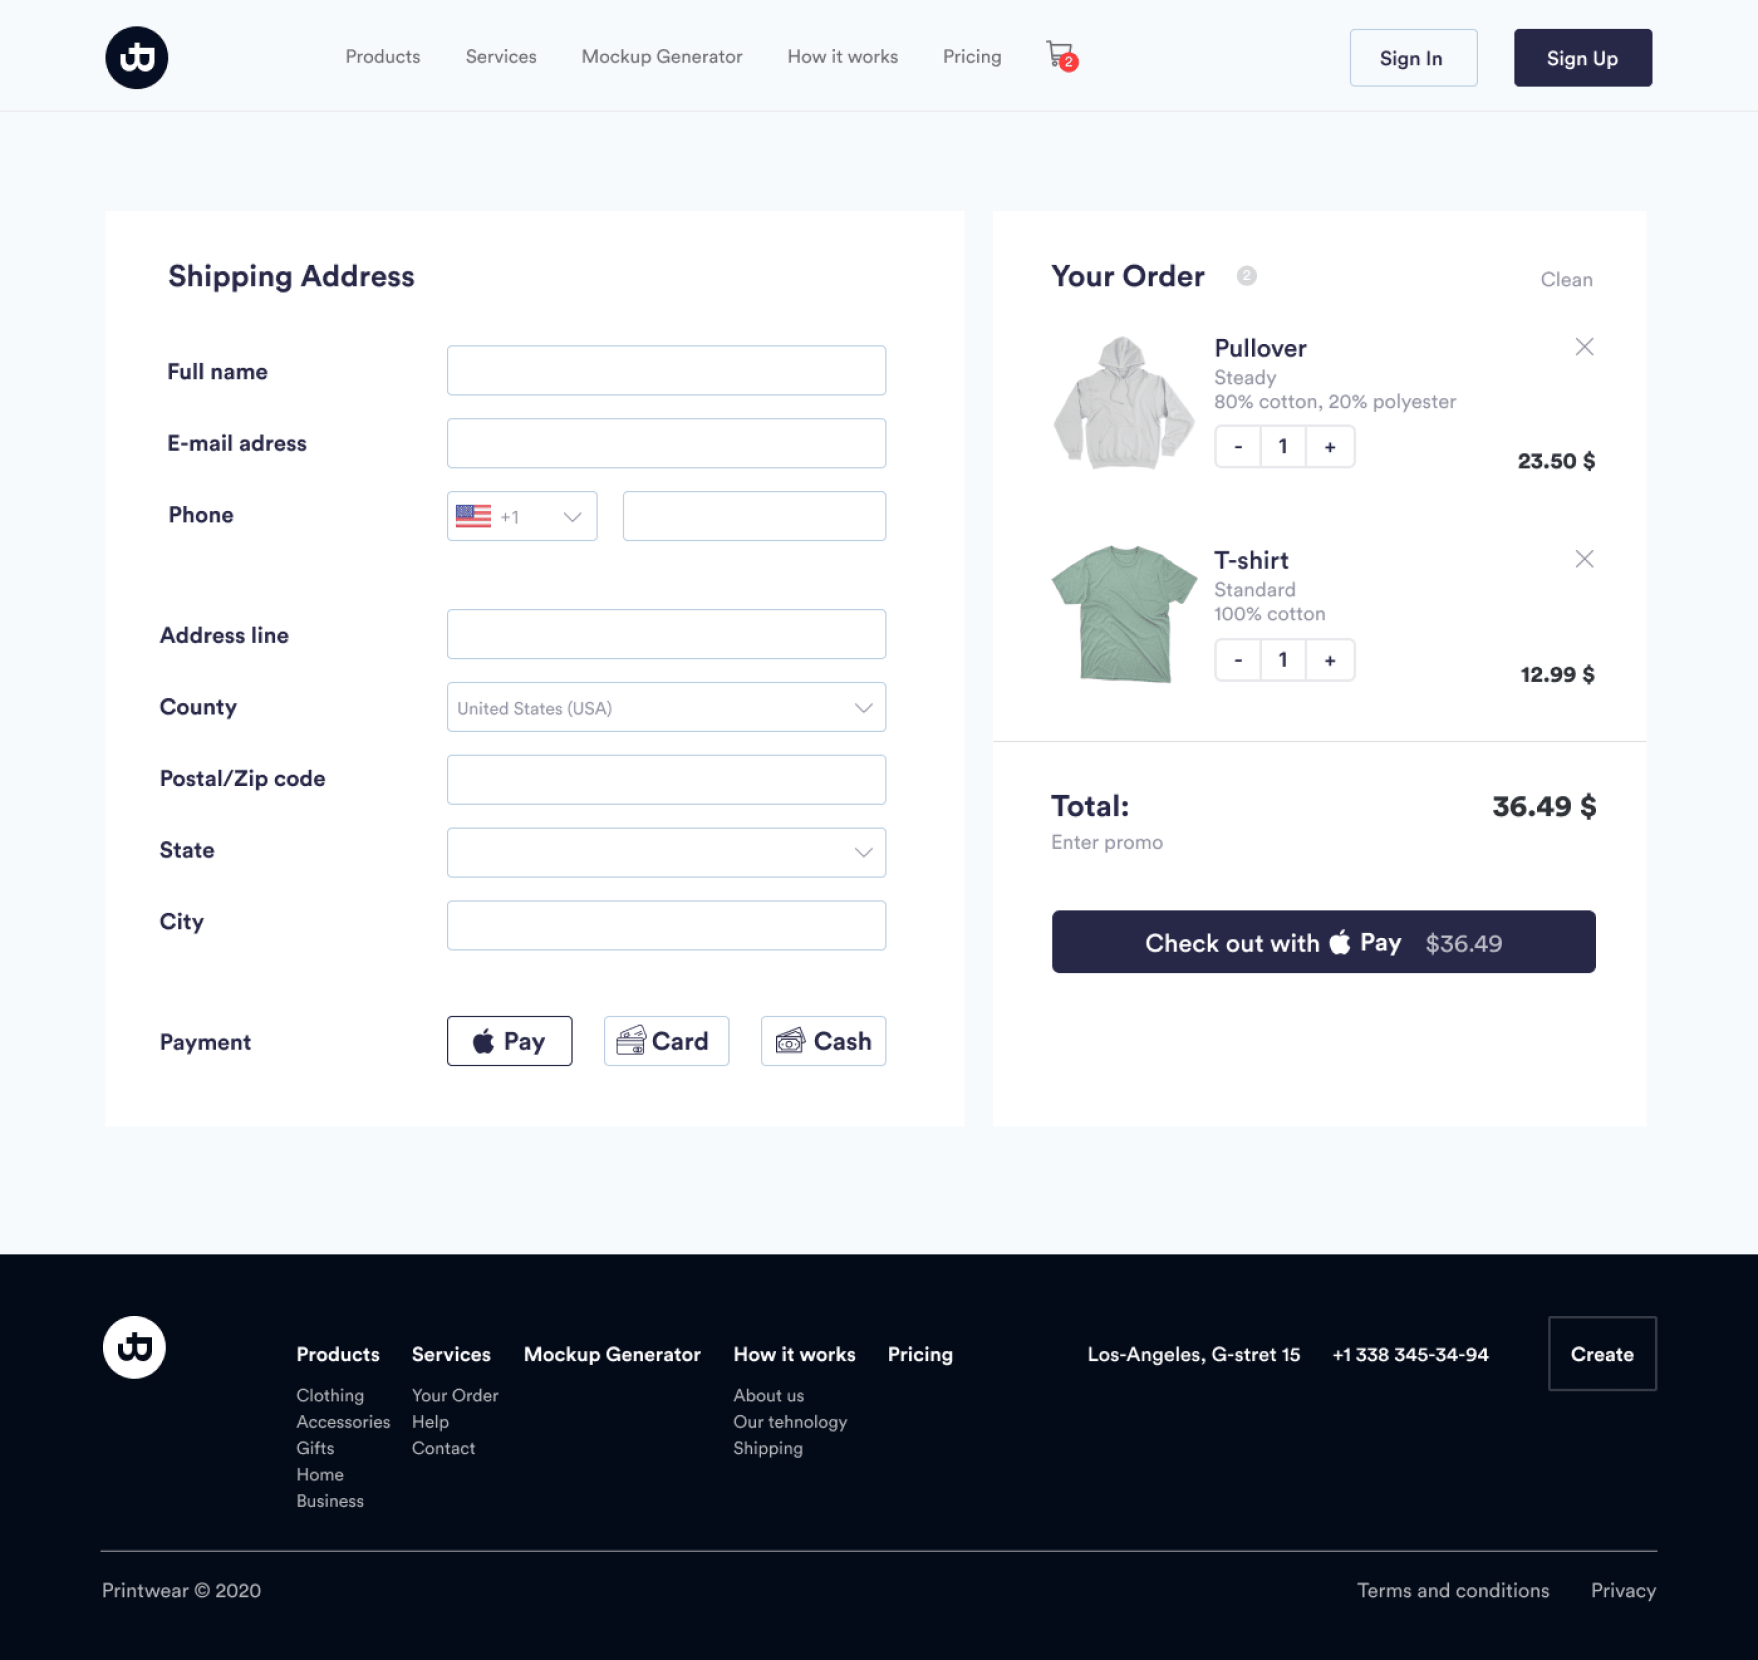 Products Services Mockup Generator How it works Pricing 2 Sign In Sign Up
Shipping Address
Full name
E-mail adress
Phone +1
Address line
County United States (USA)
Postal/Zip code
State
City
Payment Pay Card Cash
Your Order 2 Clean
Pullover
Steady
80% cotton, 20% polyester
- 1 +
23.50 $
T-shirt
Standard
100% cotton
- 1 +
12.99 $
Total: 36.49 $
Enter promo
Check out with Pay $36.49
Products Services Mockup Generator How it works Pricing Los-Angeles, G-stret 15 +1 338 345-34-94 Create
Clothing Your Order About us
Accessories Help Our tehnology
Gifts Contact Shipping
Home
Business
Printwear © 2020 Terms and conditions Privacy